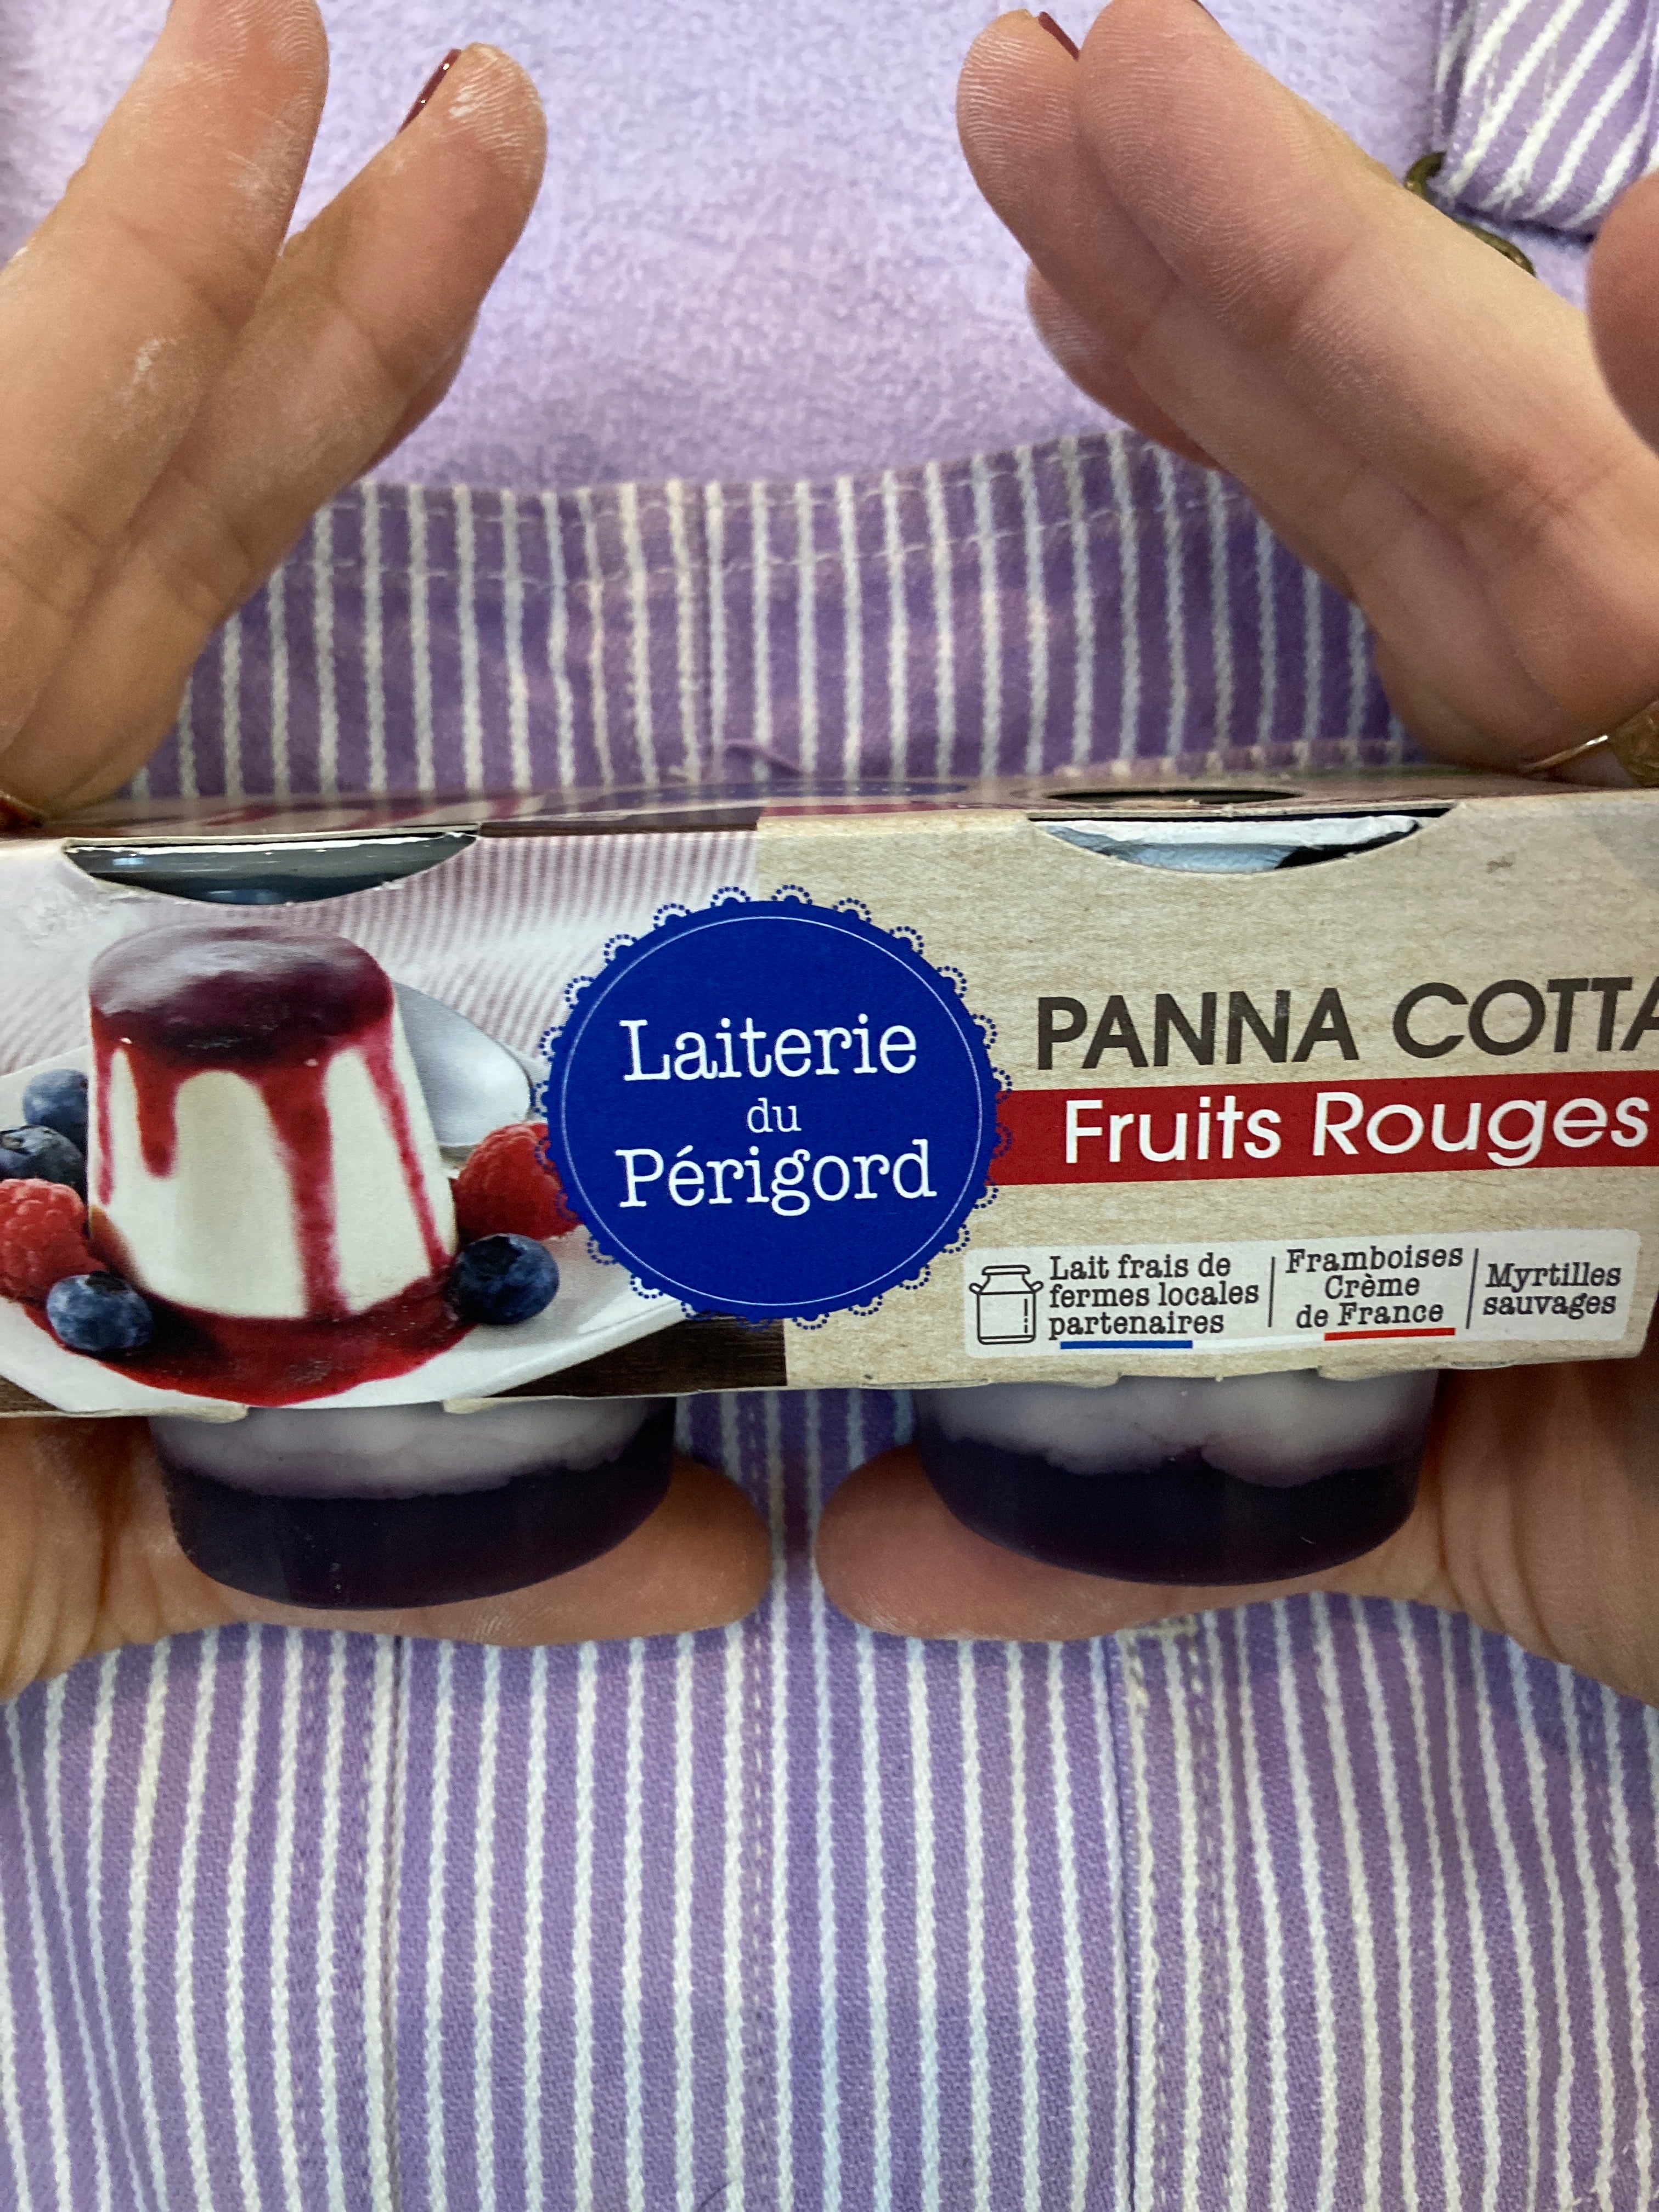 Laiterie
du
Périgord
PANNA COTTA
Fruits Rouges
Lait frais de
fermes locales
partenaires
Framboises
Crème
de France
Myrtilles
sauvages